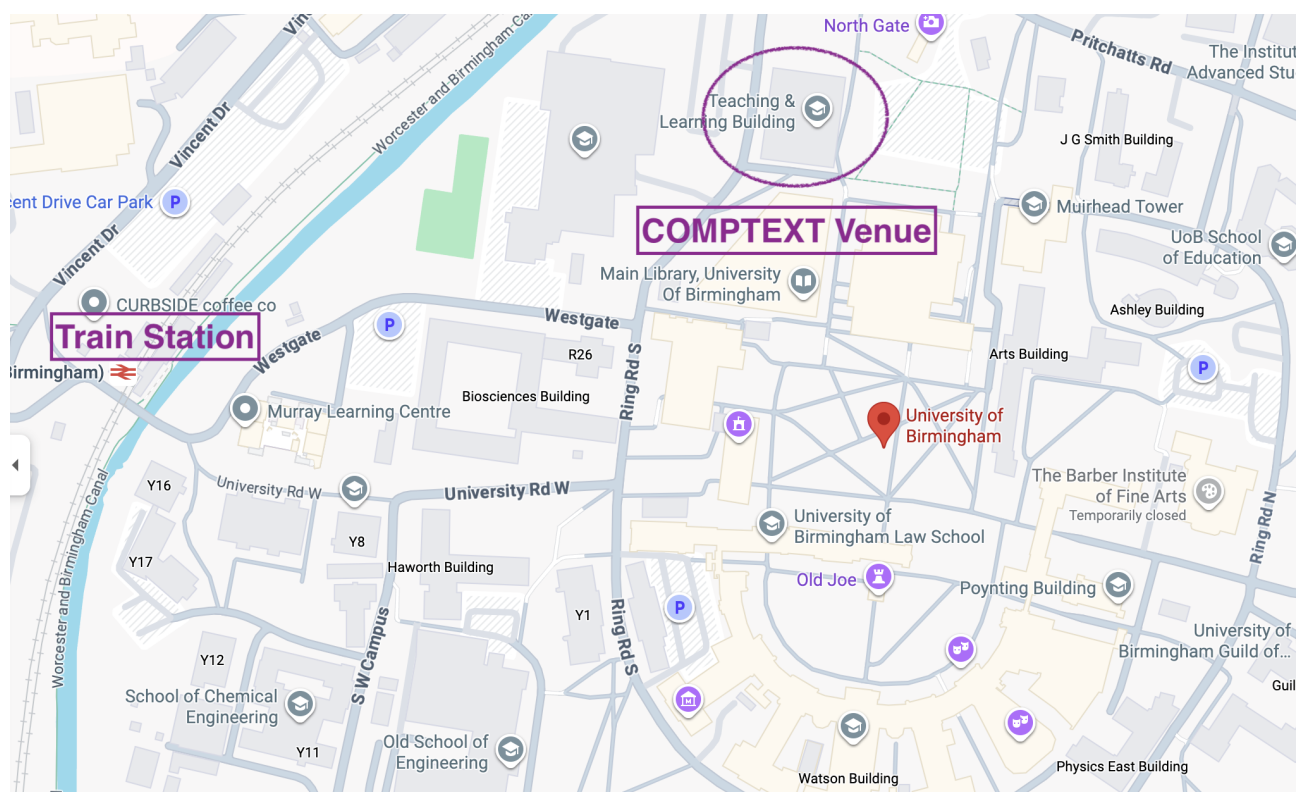 North Gate
Pritchatts Rd
The Institut
Advanced Stu
Vin
Worcester and Birmingham Ca
Vincent Dr
Teaching &
Learning Building
J G Smith Building
cent Drive Car Park
P
Muirhead Tower
COMPTEXT Venue
UoB School
of Education
Vincent Dr
Main Library, University
Of Birmingham
CURBSIDE coffee co
Ashley Building
Train Station
P
Westgate
Westgate
R26
Arts Building
Birmingham)
P
Ring Rd S
Biosciences Building
Murray Learning Centre
University of
Birmingham
The Barber Institute
of Fine Arts
Temporarily closed
Y16
University Rd W
University Rd W
Ring Rd N
University of
Birmingham Law School
Worcester and Birmingham Canal
Y17
Y8
Haworth Building
Old Joe
Poynting Building
Y1
P
Ring Rd S
University of
Birmingham Guild of...
S W Campus
Y12
M
School of Chemical
Engineering
Guil
Old School of
Engineering
Y11
Watson Building
Physics East Building